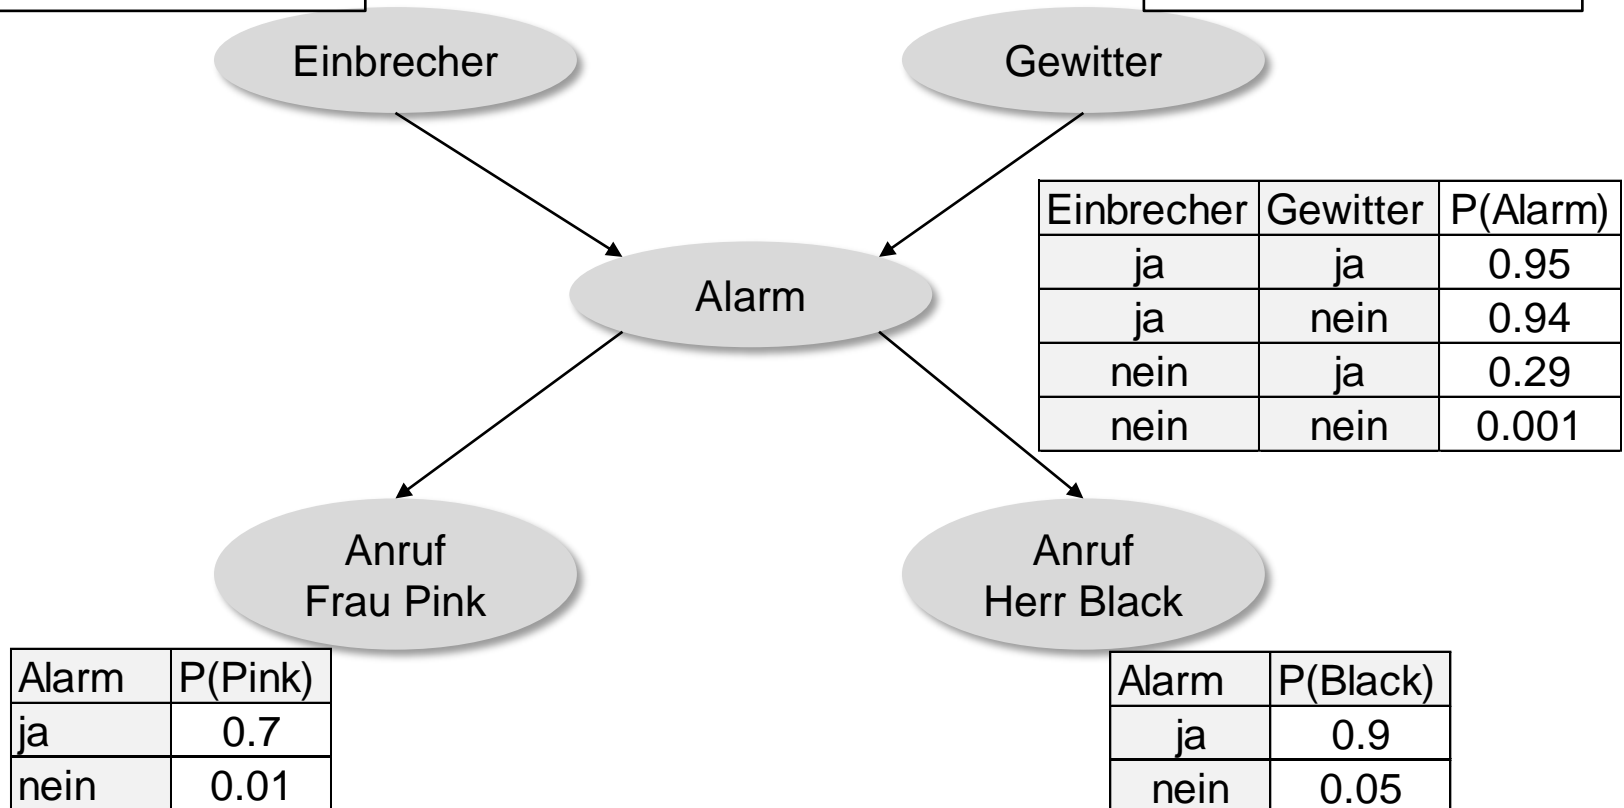 Einbrecher
Gewitter
Einbrecher Gewitter P(Alarm)
ja ja 0.95
ja nein 0.94
nein ja 0.29
nein nein 0.001
Alarm
Anruf
Frau Pink
Anruf
Herr Black
Alarm P(Pink)
ja 0.7
nein 0.01
Alarm P(Black)
ja 0.9
nein 0.05